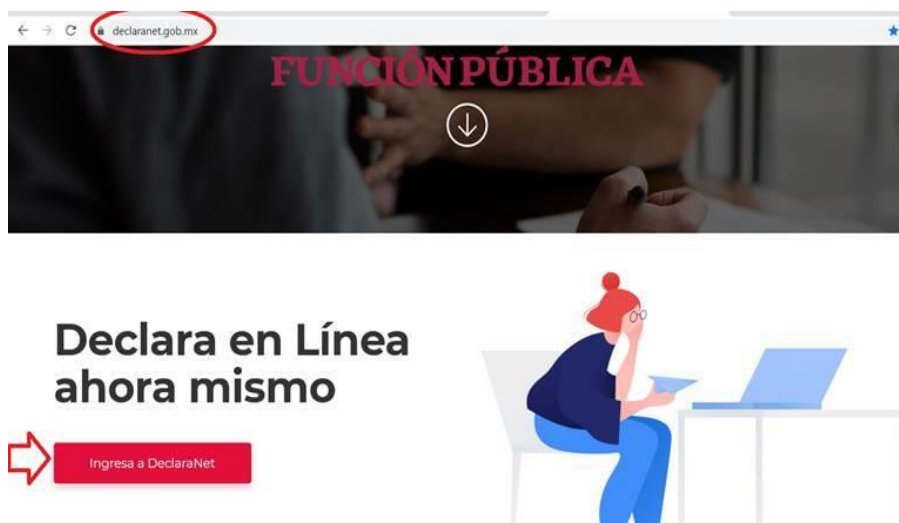 declaranet.gob.mx
FUNCIÓN PÚBLICA
Declara en Línea
ahora mismo
Ingresa a DeclaraNet